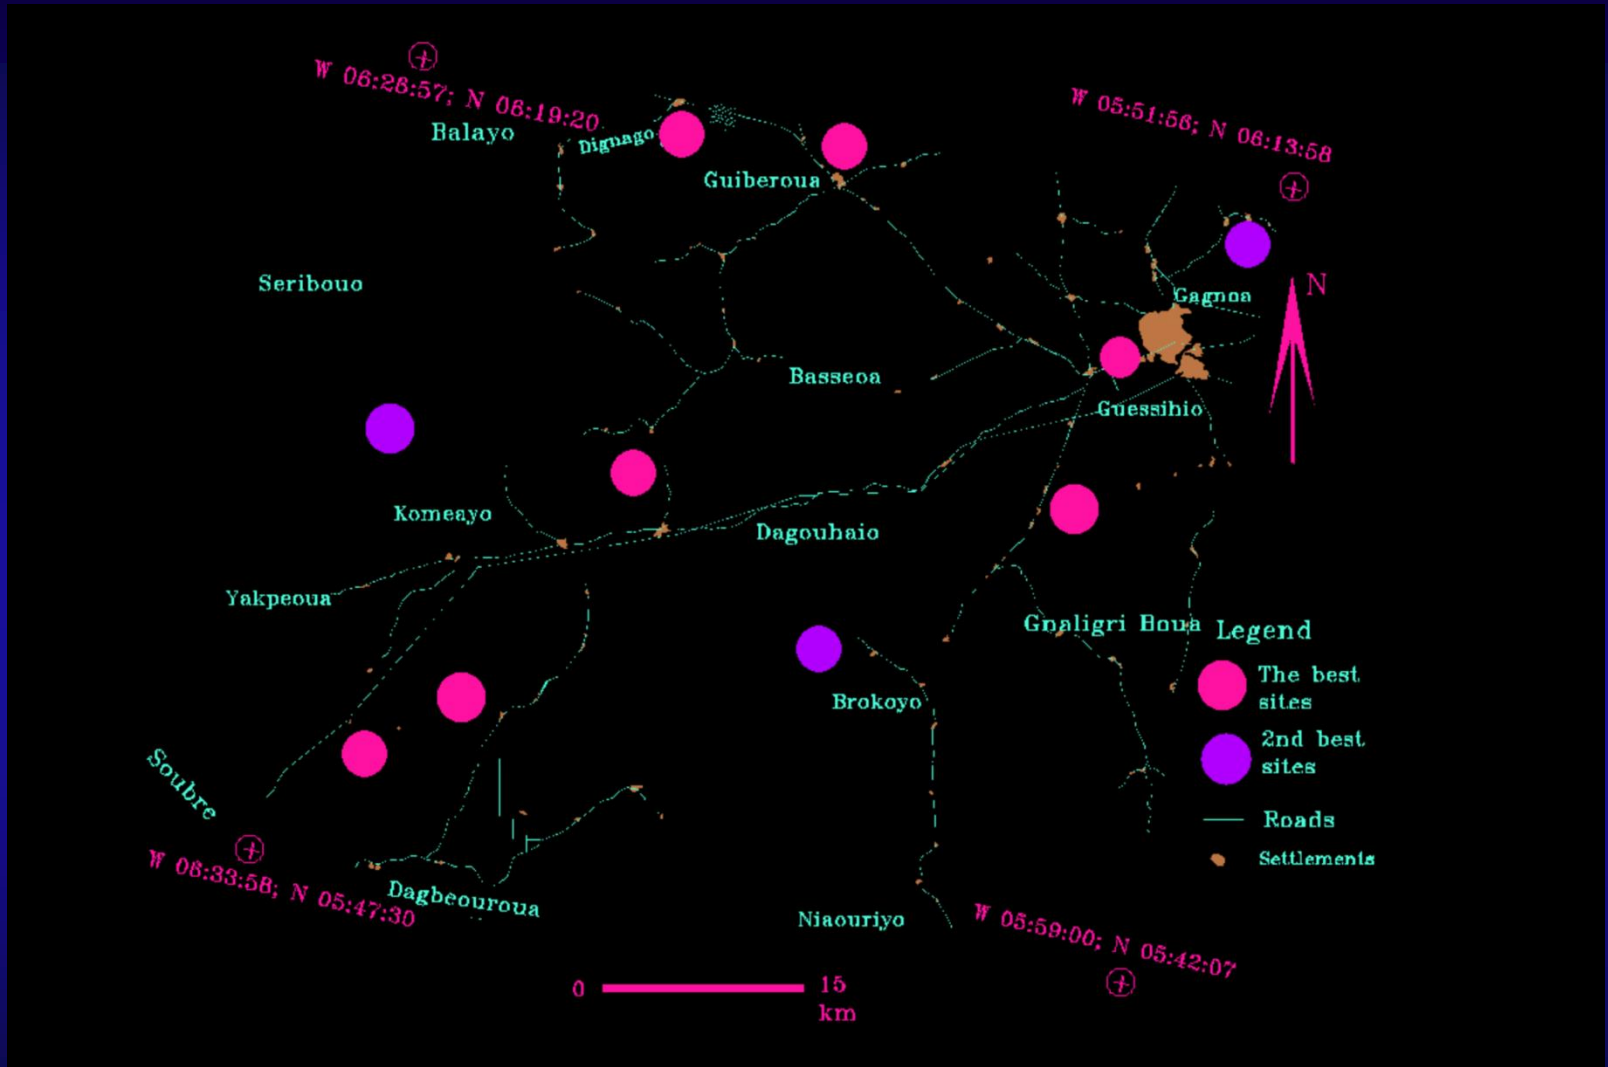 W 06:26:57; N 06:19:20
W 05:51:56; N 06:13:58
Balayo
Dignago
Guiberoua
Seribouo
N
Gagnoa
Basseoa
Guessihio
Komeayo
Dagouhaio
Yakpeoua
Gnaligri Boua
Legend
The best
sites
Brokoyo
2nd best
sites
Soubre
Roads
Settlements
W 06:33:58; N 05:47:30
Dagbeouroua
Niaouriyo
W 05:59:00; N 05:42:07
0
15
km